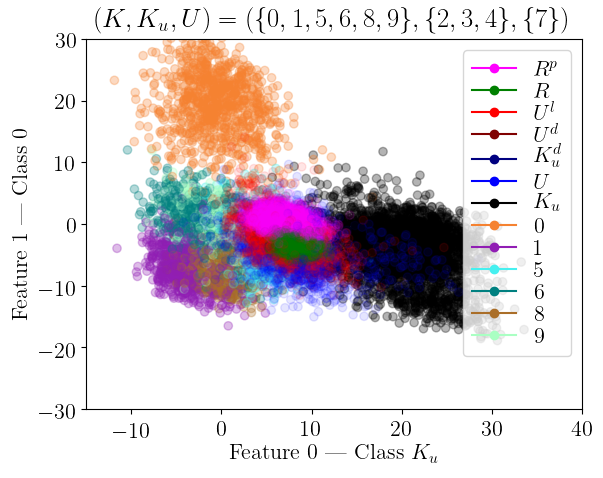 (K, K_u, U) = ({0, 1, 5, 6, 8, 9}, {2, 3, 4}, {7})
30
20
10
0
−10
−20
−30
Feature 1 — Class 0
R^p
R
U^l
U^d
K_u^d
U
K_u
0
1
5
6
8
9
−10 0 10 20 30 40
Feature 0 — Class K_u